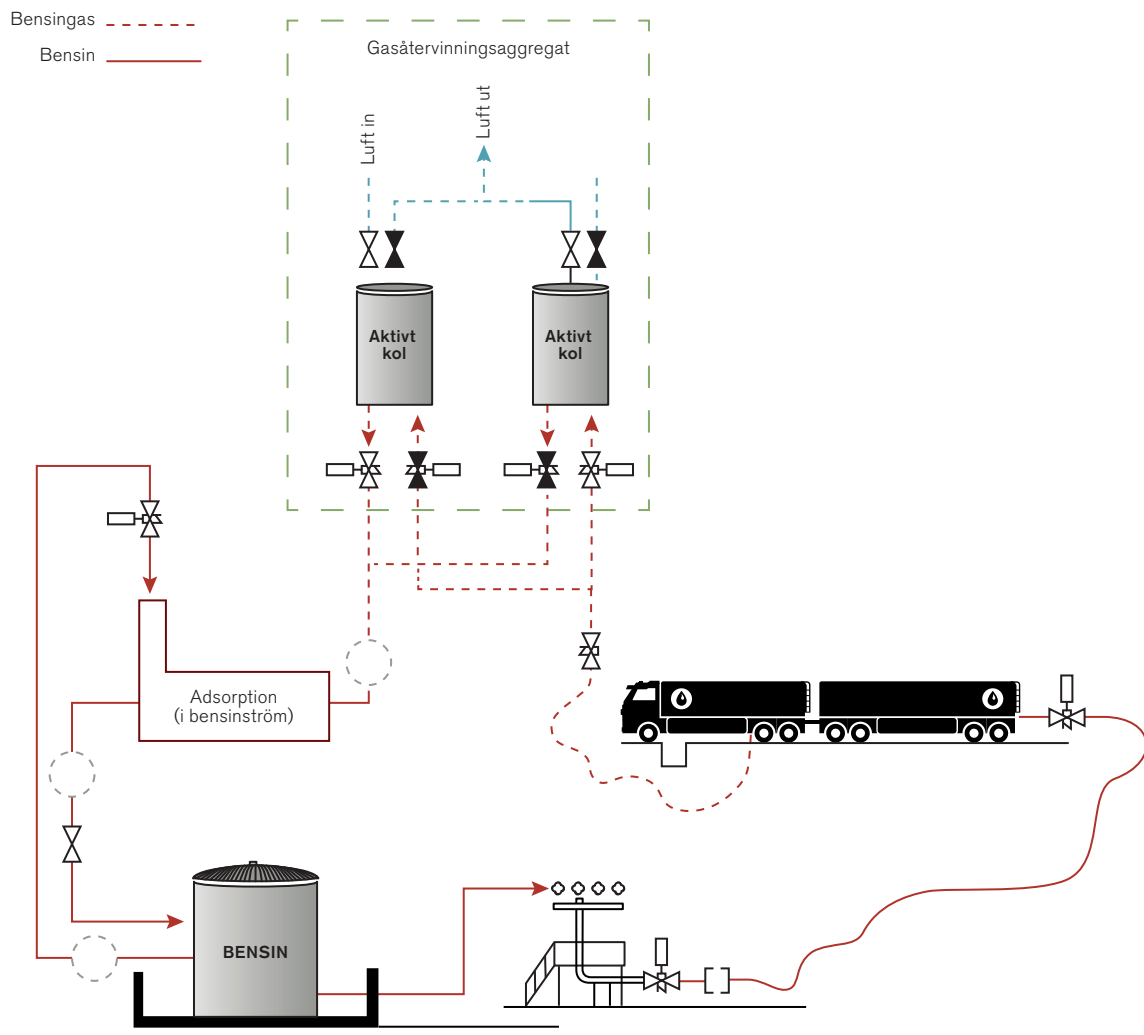 Bensingas
Bensin
Gasåtervinningsaggregat
Luft in
Luft ut
Aktivt
kol
Aktivt
kol
Adsorption
(i bensinström)
BENSIN